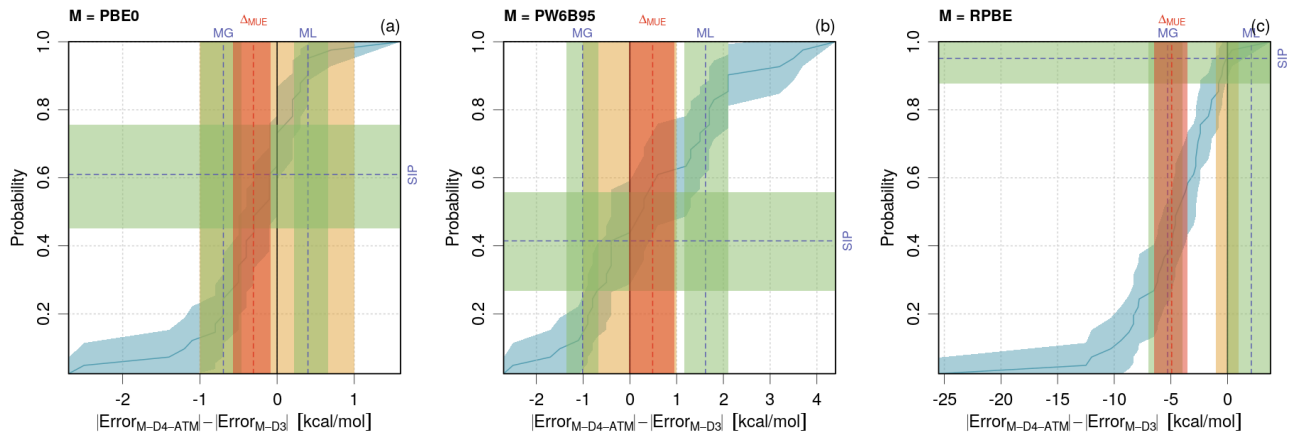 M = PBE0
(a)
Δ_MUE
MG
ML
1.0
0.8
0.6
0.4
0.2
Probability
SIP
-2
-1
0
1
|Error_M−D4−ATM|−|Error_M−D3| [kcal/mol]
M = PW6B95
(b)
Δ_MUE
MG
ML
1.0
0.8
0.6
0.4
0.2
Probability
SIP
-2
-1
0
1
2
3
4
|Error_M−D4−ATM|−|Error_M−D3| [kcal/mol]
M = RPBE
(c)
Δ_MUE
MG
ML
1.0
0.8
0.6
0.4
0.2
Probability
SIP
-25
-20
-15
-10
-5
0
|Error_M−D4−ATM|−|Error_M−D3| [kcal/mol]